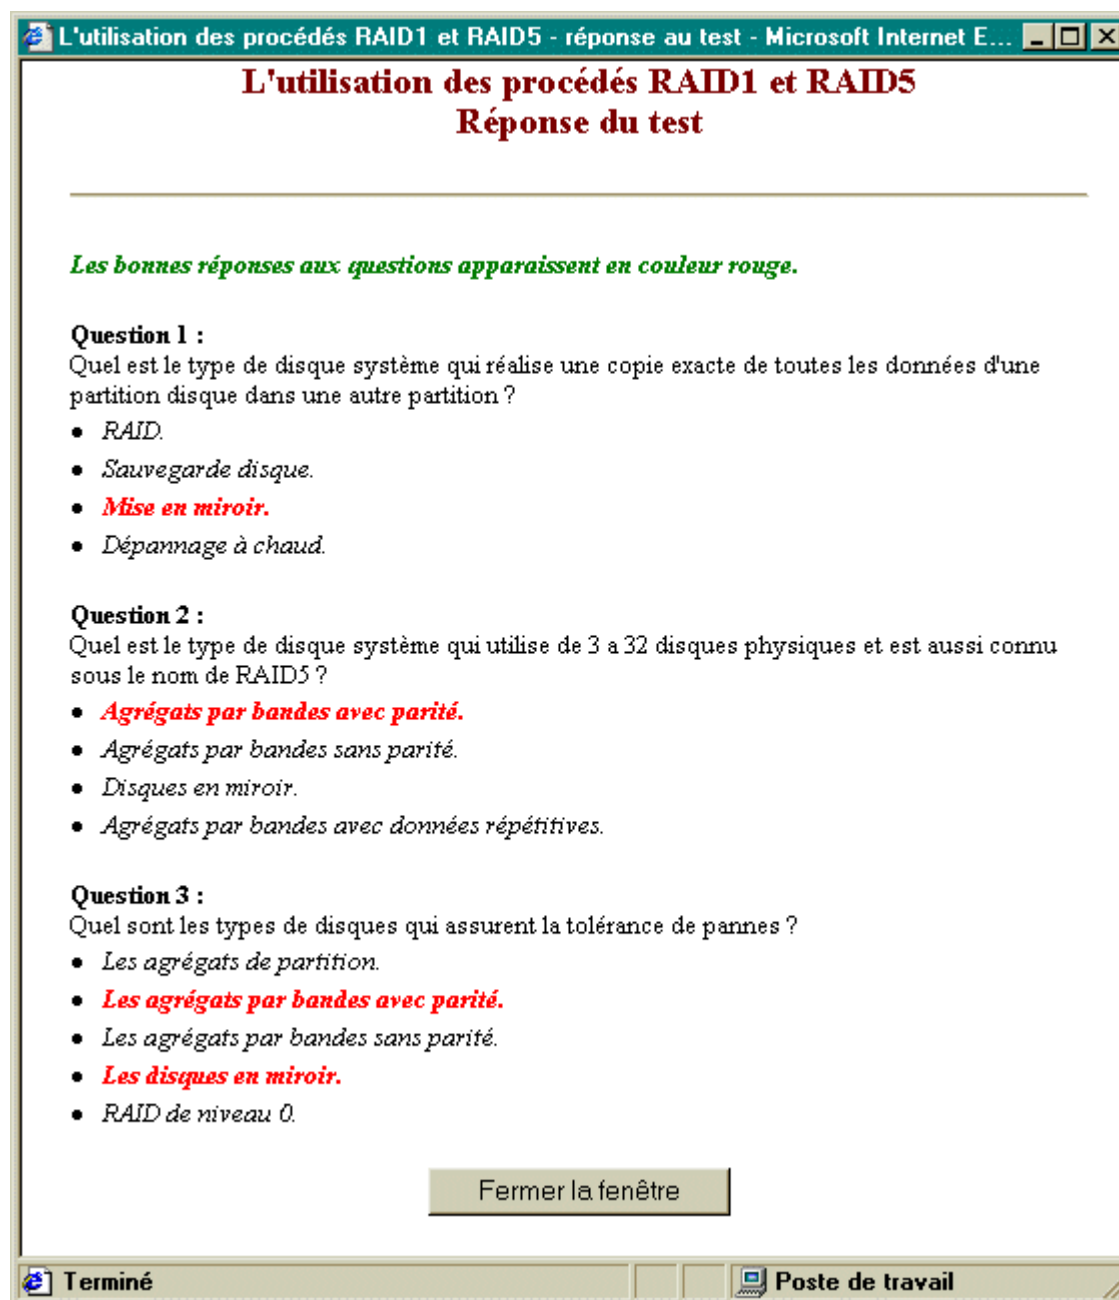 L'utilisation des procédés RAID1 et RAID5 - réponse au test - Microsoft Internet E...
L'utilisation des procédés RAID1 et RAID5
Réponse du test
Les bonnes réponses aux questions apparaissent en couleur rouge.
Question 1 :
Quel est le type de disque système qui réalise une copie exacte de toutes les données d'une
partition disque dans une autre partition ?
• RAID.
• Sauvegarde disque.
• Mise en miroir.
• Dépannage à chaud.
Question 2 :
Quel est le type de disque système qui utilise de 3 a 32 disques physiques et est aussi connu
sous le nom de RAID5 ?
• Agrégats par bandes avec parité.
• Agrégats par bandes sans parité.
• Disques en miroir.
• Agrégats par bandes avec données répétitives.
Question 3 :
Quel sont les types de disques qui assurent la tolérance de pannes ?
• Les agrégats de partition.
• Les agrégats par bandes avec parité.
• Les agrégats par bandes sans parité.
• Les disques en miroir.
• RAID de niveau 0.
Fermer la fenêtre
Terminé
Poste de travail